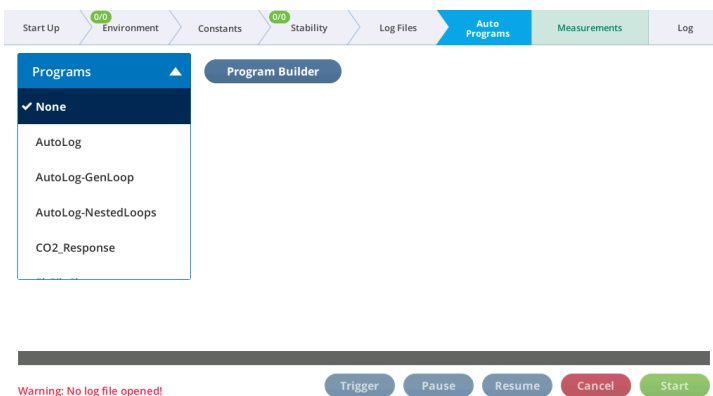 0/0 0/0
Start Up Environment Constants Stability Log Files Auto Programs Measurements Log
Programs Program Builder
None
AutoLog
AutoLog-GenLoop
AutoLog-NestedLoops
CO2_Response
Trigger Pause Resume Cancel Start
Warning: No log file opened!